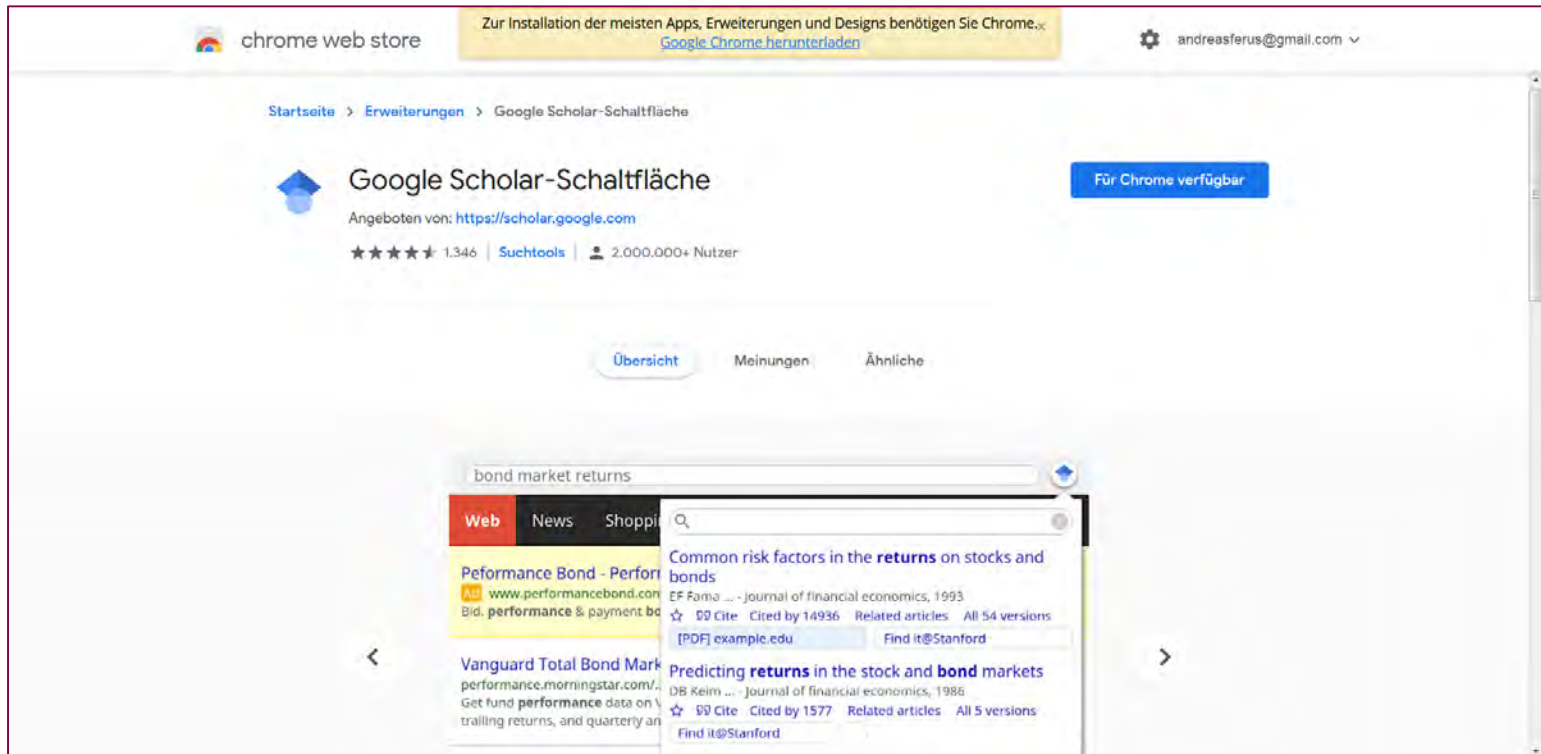 Zur Installation der meisten Apps, Erweiterungen und Designs benötigen Sie Chrome. ×
Google Chrome herunterladen
chrome web store
andreasferus@gmail.com
Startseite > Erweiterungen > Google Scholar-Schaltfläche
Google Scholar-Schaltfläche
Für Chrome verfügbar
Angeboten von: https://scholar.google.com
1.346 | Suchtools | 2.000.000+ Nutzer
Übersicht Meinungen Ähnliche
bond market returns
Web News Shoppi
Peformance Bond - Perfor
Ad www.performancebond.com
Bid, performance & payment bo
Vanguard Total Bond Mark
performance.morningstar.com/..
Get fund performance data on
trailing returns, and quarterly an
Common risk factors in the returns on stocks and
bonds
EF Fama ... - Journal of financial economics, 1993
Cite Cited by 14936 Related articles All 54 versions
[PDF] example.edu Find it@Stanford
Predicting returns in the stock and bond markets
DB Keim ... - Journal of financial economics, 1986
Cite Cited by 1577 Related articles All 5 versions
Find it@Stanford